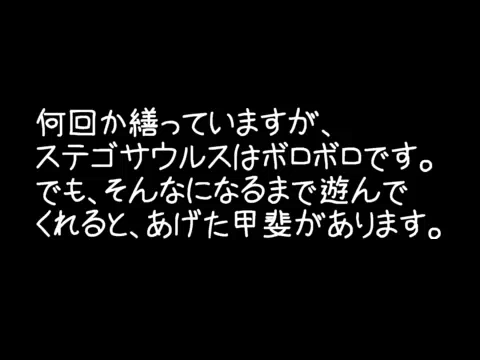 何回か繕っていますが、
ステゴサウルスはボロボロです。
でも、そんなになるまで遊んで
くれると、あげた甲斐があります。